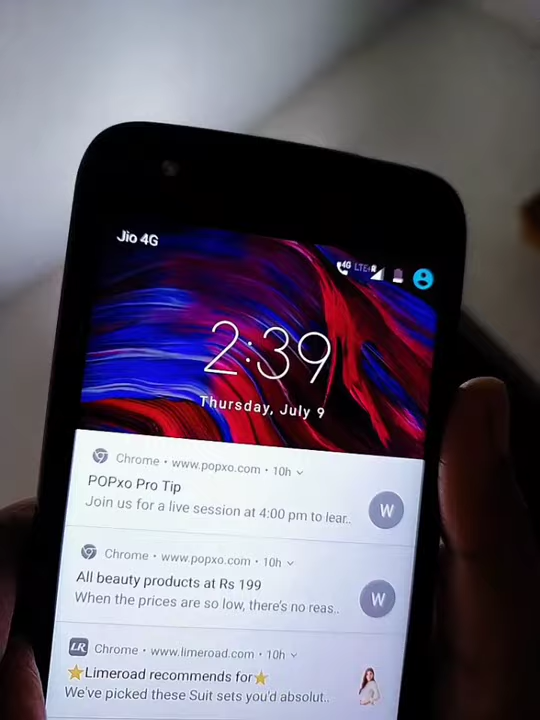 Jio 4G
4G LTE R
2:39
Thursday, July 9
Chrome • www.popxo.com • 10h
POPxo Pro Tip
Join us for a live session at 4:00 pm to lear..
W
Chrome • www.popxo.com • 10h
All beauty products at Rs 199
When the prices are so low, there's no reas..
W
LR Chrome • www.limeroad.com • 10h
⭐Limeroad recommends for⭐
We've picked these Suit sets you'd absolut..